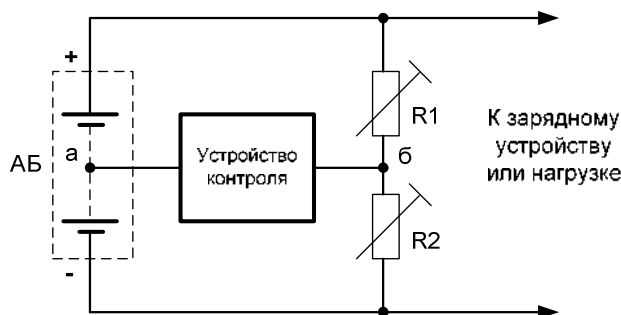 +
R1
а
АБ
Устройство
контроля
б
К зарядному
устройству
или нагрузке
R2
-